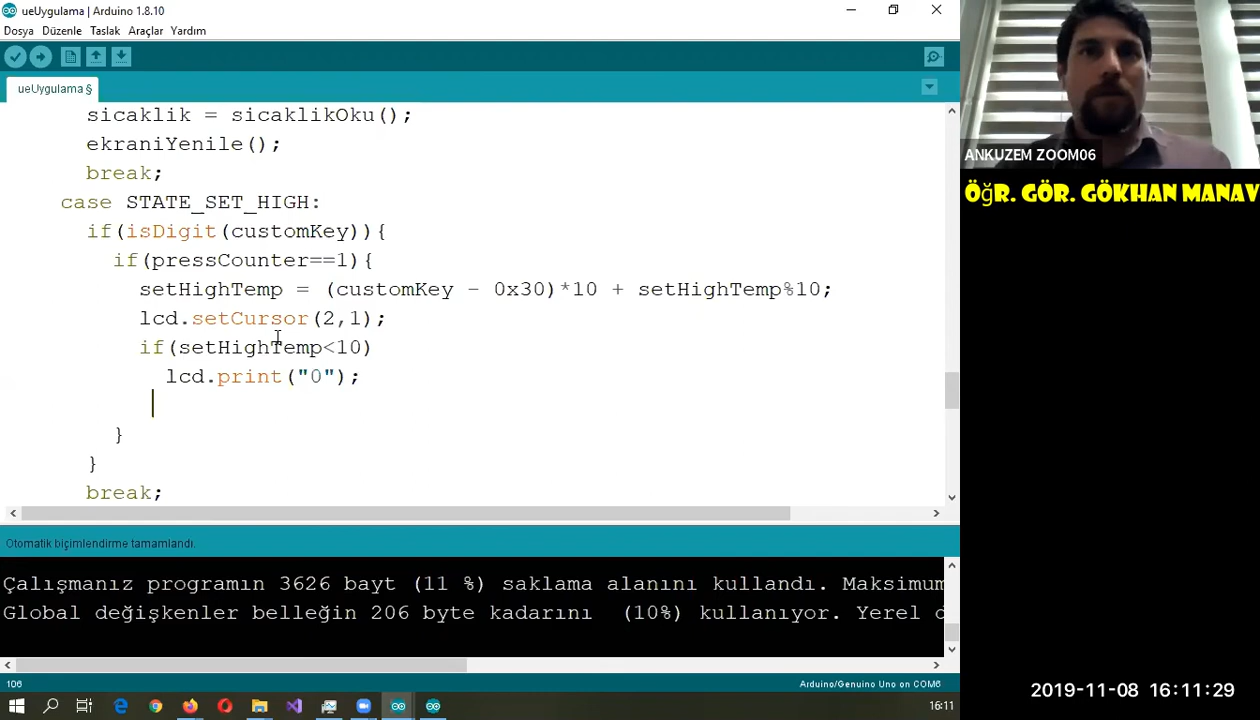 ueUygulama | Arduino 1.8.10
Dosya Düzenle Taslak Araçlar Yardım
ueUygulama §
sicaklik = sicaklikOku();
ekraniYenile();
break;
case STATE_SET_HIGH:
if(isDigit(customKey)){
if(pressCounter==1){
setHighTemp = (customKey - 0x30)*10 + setHighTemp%10;
lcd.setCursor(2,1);
if(setHighTemp<10)
lcd.print("0");
}
}
break;
Otomatik biçimlendirme tamamlandı.
Çalışmanız programın 3626 bayt (11 %) saklama alanını kullandı. Maksimum
Global değişkenler belleğin 206 byte kadarını (10%) kullanıyor. Yerel d
106
Arduino/Genuino Uno on COM6
16:11
ANKUZEM ZOOM06
ÖĞR. GÖR. GÖKHAN MANAV
2019-11-08 16:11:29